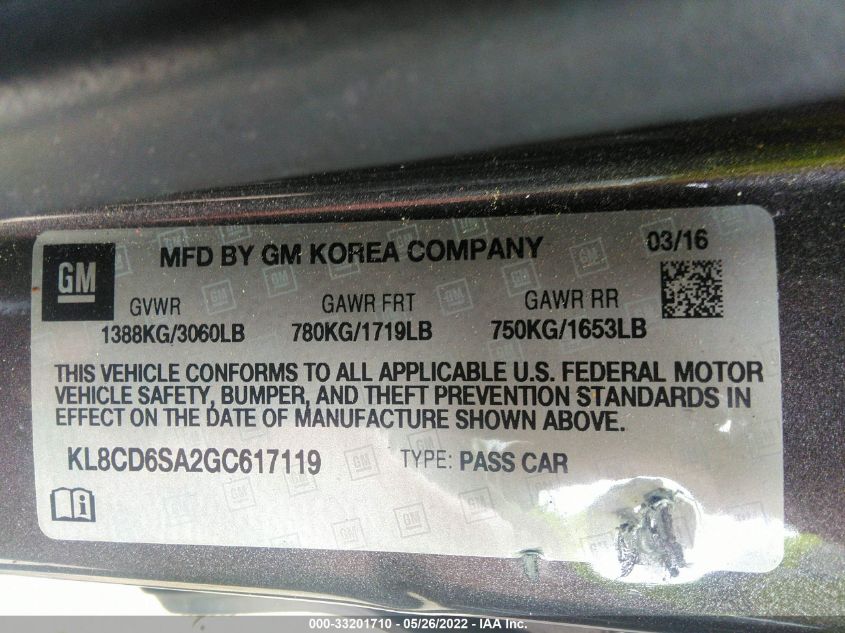 GM
MFD BY GM KOREA COMPANY
03/16
GVWR GAWR FRT GAWR RR
1388KG/3060LB 780KG/1719LB 750KG/1653LB
THIS VEHICLE CONFORMS TO ALL APPLICABLE U.S. FEDERAL MOTOR
VEHICLE SAFETY, BUMPER, AND THEFT PREVENTION STANDARDS IN
EFFECT ON THE DATE OF MANUFACTURE SHOWN ABOVE.
KL8CD6SA2GC617119 TYPE: PASS CAR
000-33201710 - 05/26/2022 - IAA Inc.